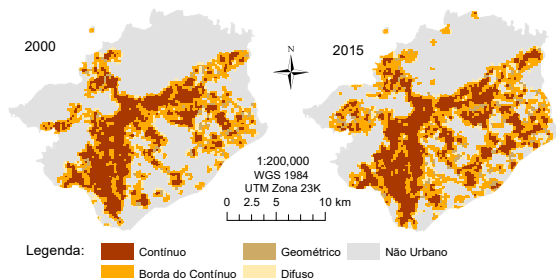 2000
N
2015
1:200,000
WGS 1984
UTM Zona 23K
0 2.5 5 10 km
Legenda:
Contínuo
Geométrico
Não Urbano
Borda do Contínuo
Difuso